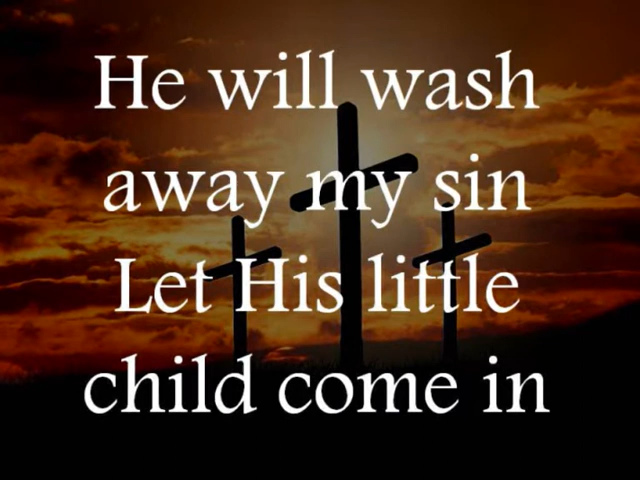 He will wash
away my sin
Let His little
child come in